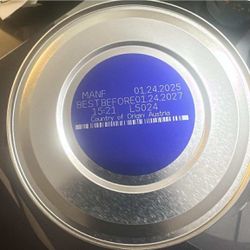 MANF 01.24.2025
BESTBEFORE01.24.2027
15:21 LS024
Country of Origin Austria